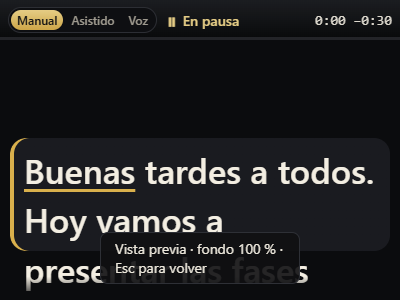 Manual Asistido Voz En pausa 0:00 −0:30
Buenas tardes a todos.
Hoy vamos a
presentar las fases
Vista previa · fondo 100 % ·
Esc para volver